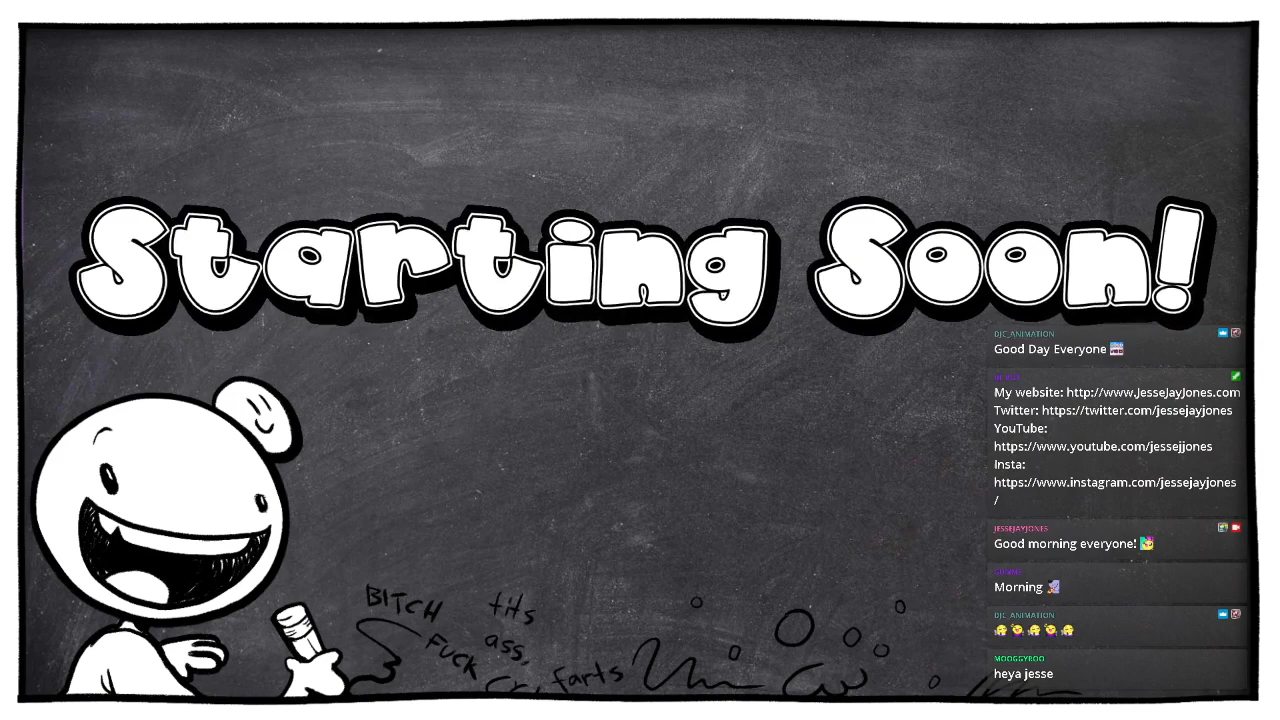 Starting Soon!
DJC_ANIMATION
Good Day Everyone
My website: http://www.JesseJayJones.com
Twitter: https://twitter.com/jessejayjones
YouTube:
https://www.youtube.com/jessejjones
Insta:
https://www.instagram.com/jessejayjones
/
JESSEJAYJONES
Good morning everyone!
Morning
DJC_ANIMATION
MOOGGYROO
heya jesse
BITCH
tits
FUCK
ass,
farts